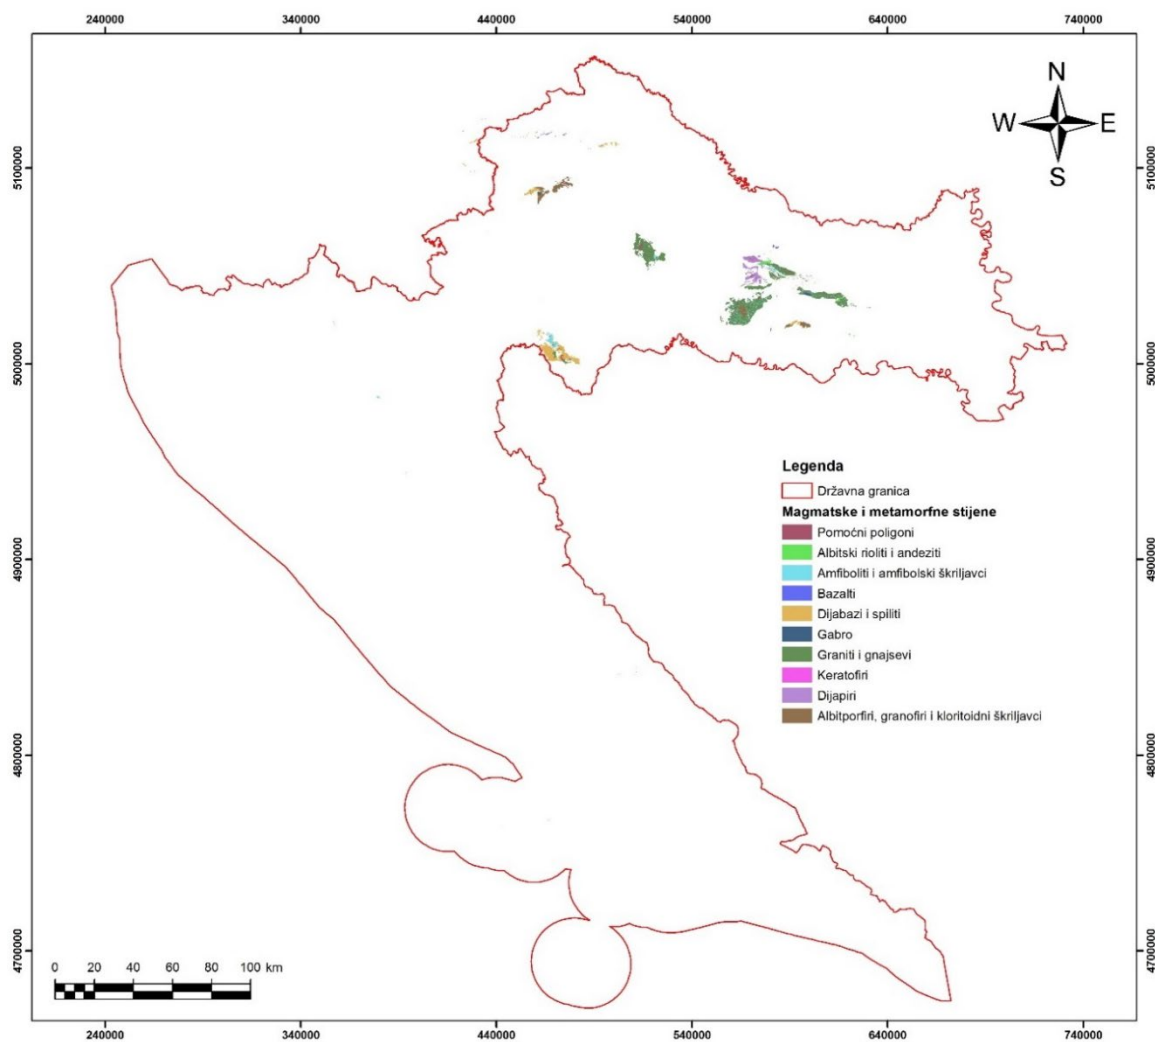 240000 340000 440000 540000 640000 740000
N
W E
S
5100000 5100000
5000000 5000000
4900000 4900000
4800000 4800000
4700000 4700000
Legenda
Državna granica
Magmatske i metamorfne stijene
Pomoćni poligoni
Albitski rioliti i andeziti
Amfiboliti i amfibolski škriljavci
Bazalti
Dijabazi i spiliti
Gabro
Graniti i gnajsevi
Keratofiri
Dijapiri
Albitporfiri, granofiri i kloritoidni škriljavci
0 20 40 60 80 100 km
240000 340000 440000 540000 640000 740000